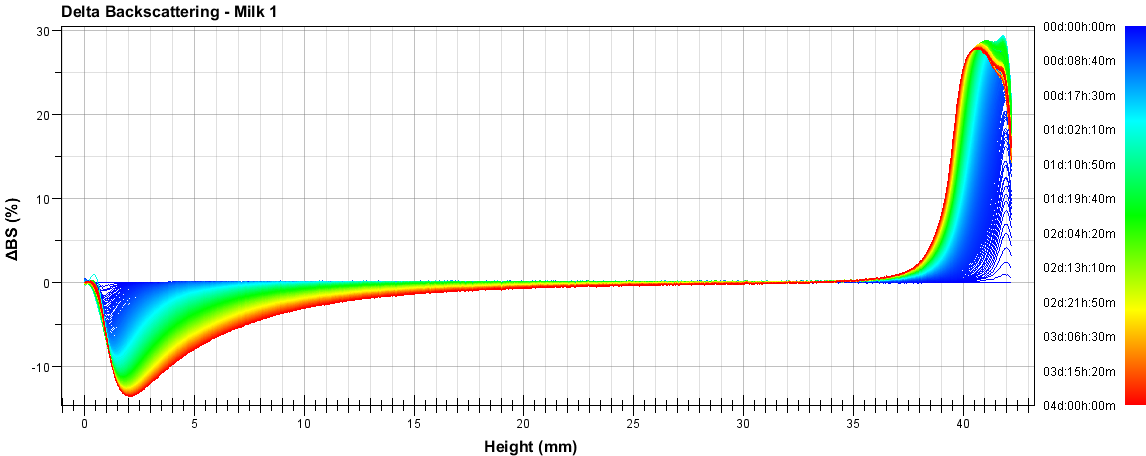 Delta Backscattering - Milk 1
30
20
10
0
-10
ΔBS (%)
0
5
10
15
20
25
30
35
40
Height (mm)
00d:00h:00m
00d:08h:40m
00d:17h:30m
01d:02h:10m
01d:10h:50m
01d:19h:40m
02d:04h:20m
02d:13h:10m
02d:21h:50m
03d:06h:30m
03d:15h:20m
04d:00h:00m